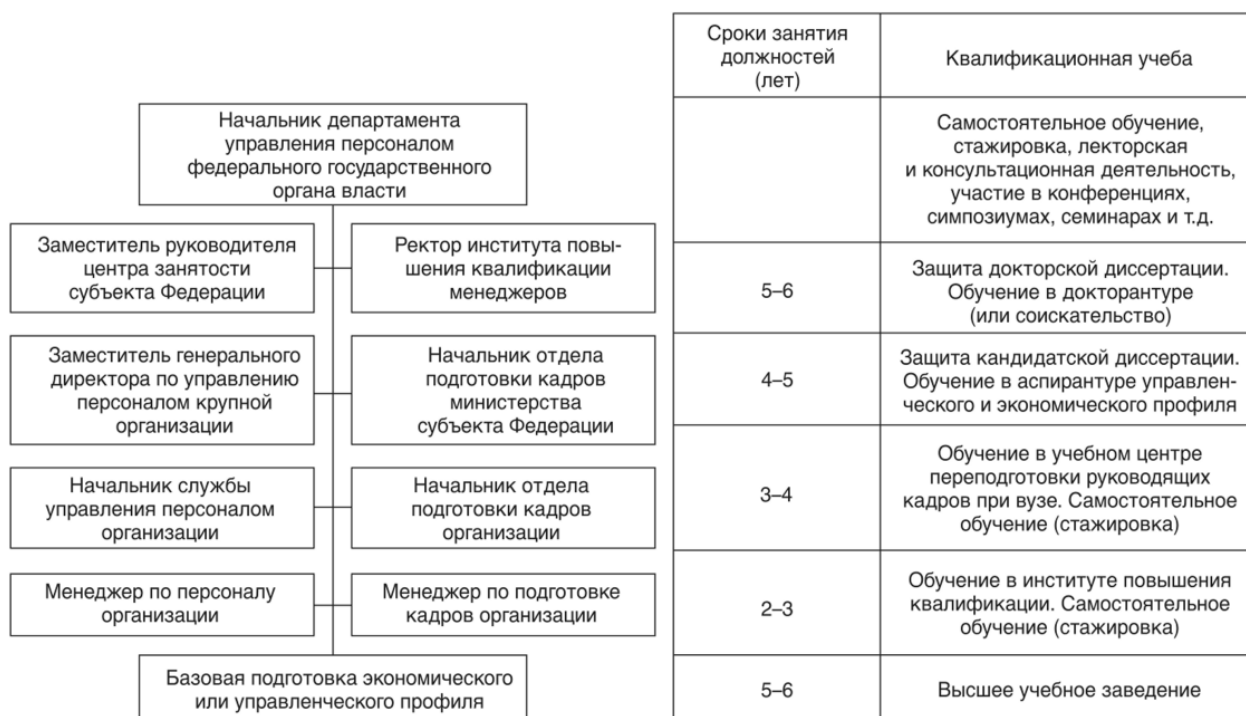 Сроки занятия
должностей
(лет)
Квалификационная учеба
Начальник департамента
управления персоналом
федерального государственного
органа власти
Самостоятельное обучение,
стажировка, лекторская
и консультационная деятельность,
участие в конференциях,
симпозиумах, семинарах и т.д.
Заместитель руководителя
центра занятости
субъекта Федерации
Ректор института повы-
шения квалификации
менеджеров
5–6
Защита докторской диссертации.
Обучение в докторантуре
(или соискательство)
Заместитель генерального
директора по управлению
персоналом крупной
организации
Начальник отдела
подготовки кадров
министерства
субъекта Федерации
4–5
Защита кандидатской диссертации.
Обучение в аспирантуре управлен-
ческого и экономического профиля
Начальник службы
управления персоналом
организации
Начальник отдела
подготовки кадров
организации
3–4
Обучение в учебном центре
переподготовки руководящих
кадров при вузе. Самостоятельное
обучение (стажировка)
Менеджер по персоналу
организации
Менеджер по подготовке
кадров организации
2–3
Обучение в институте повышения
квалификации. Самостоятельное
обучение (стажировка)
Базовая подготовка экономического
или управленческого профиля
5–6
Высшее учебное заведение